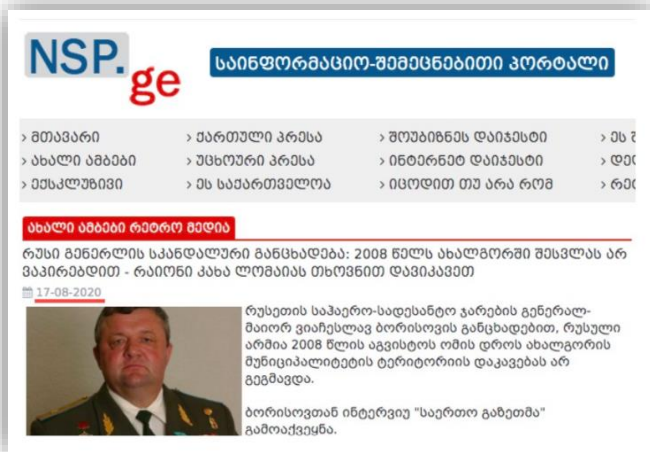 NSP.ge
საინფორმაციო-შემეცნებითი პორტალი
› მთავარი › ქართული პრესა › შოუბიზნეს დაიჯესტი › ეს
› ახალი ამბები › უცხოური პრესა › ინტერნეტ დაიჯესტი
› ექსკლუზივი › ეს საქართველოა › იცოდით თუ არა რომ
ახალი ამბები რეტრო მედია
რუსი გენერლის სკანდალური განცხადება: 2008 წელს ახალგორში შესვლას არ
ვაპირებდით - რაიონი კახა ლომაიას თხოვნით დავიკავეთ
17-08-2020
რუსეთის საჰაერო-სადესანტო ჯარების გენერალ-
მაიორ ვიაჩესლავ ბორისოვის განცხადებით, რუსული
არმია 2008 წლის აგვისტოს ომის დროს ახალგორის
მუნიციპალიტეტის ტერიტორიის დაკავებას არ
გეგმავდა.
ბორისოვთან ინტერვიუ "საერთო გაზეთმა"
გამოაქვეყნა.